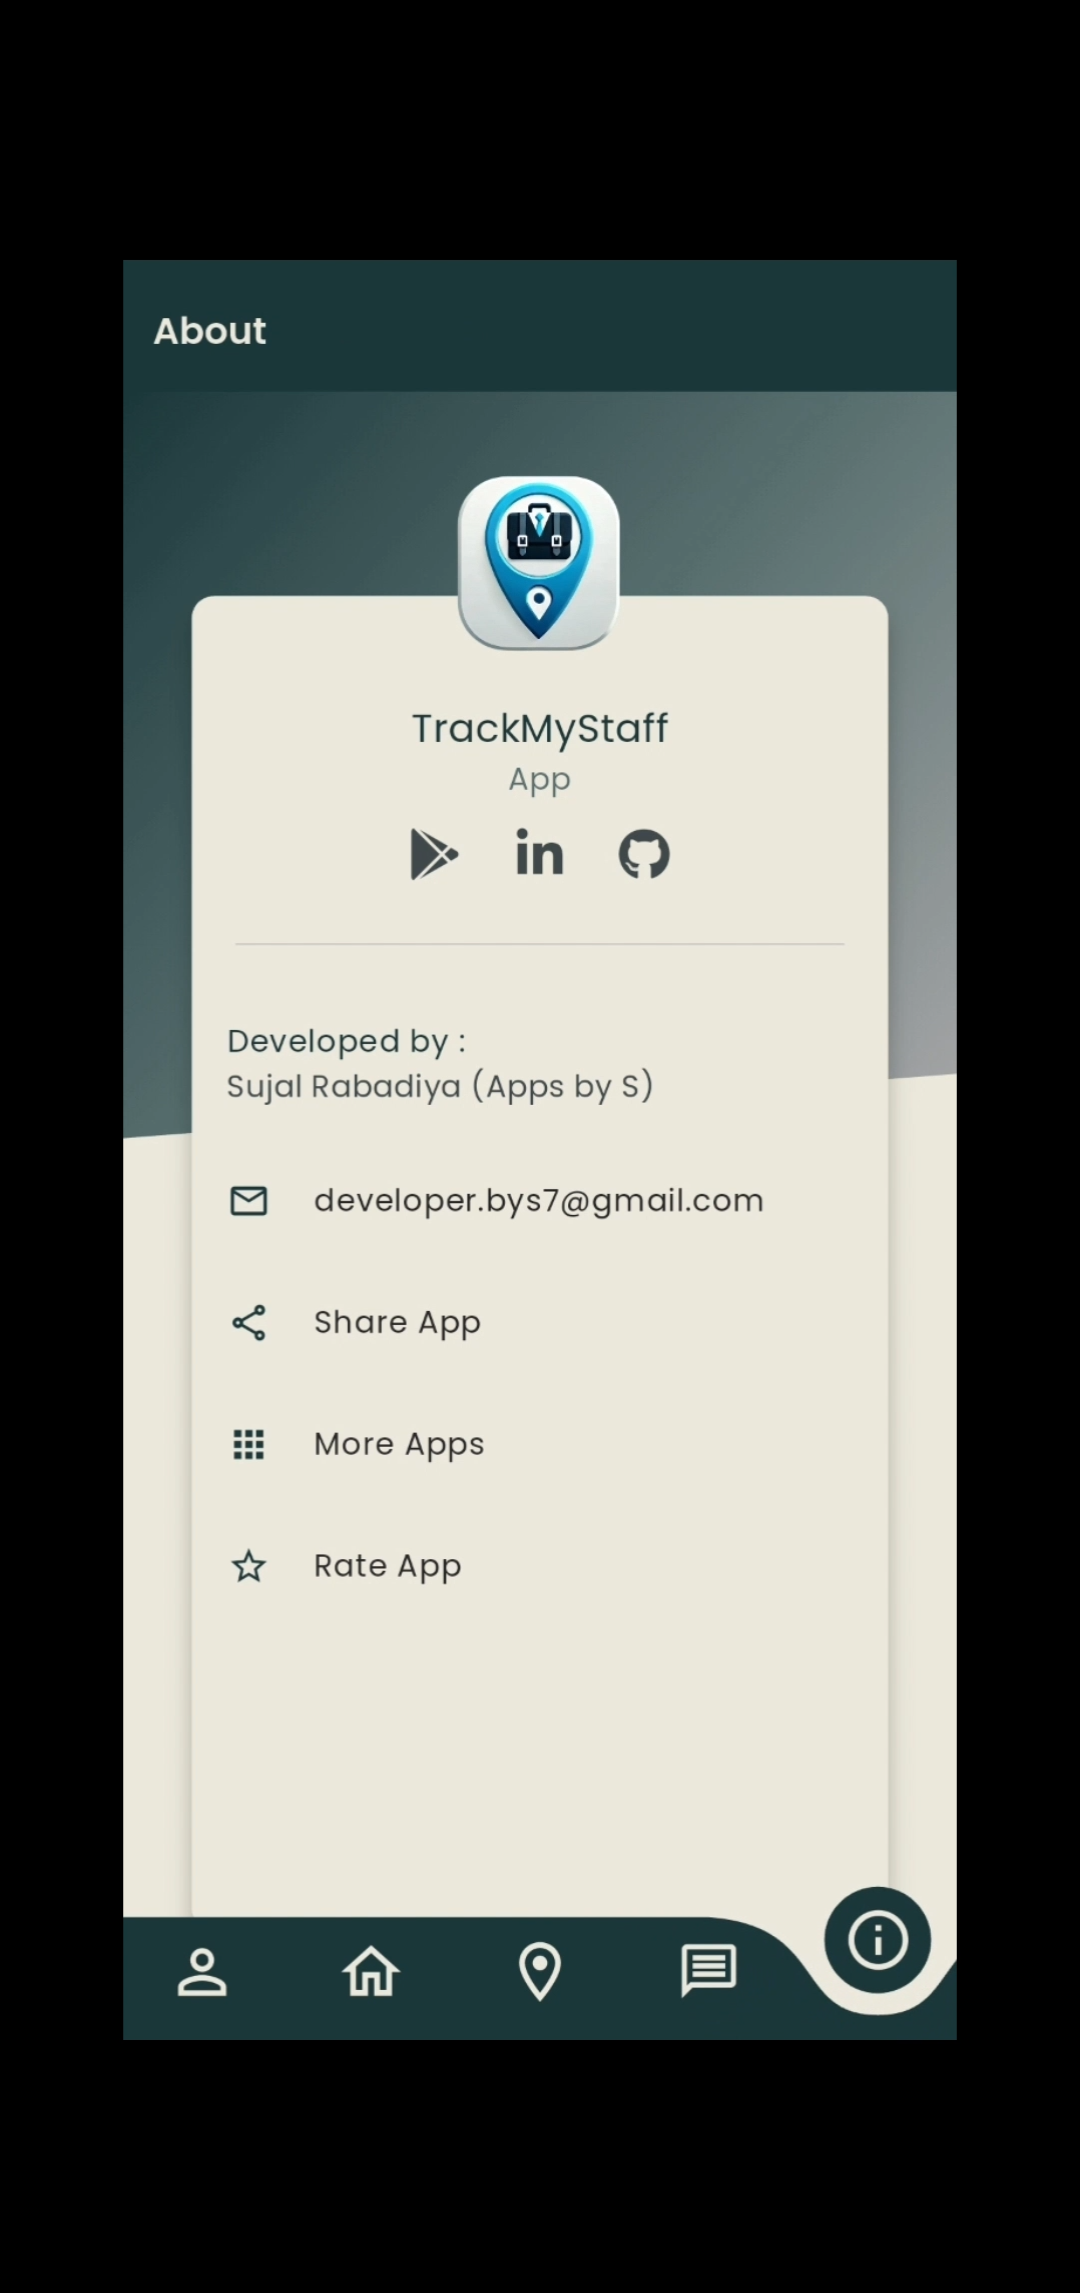 About
TrackMyStaff
App
in
Developed by :
Sujal Rabadiya (Apps by S)
developer.bys7@gmail.com
Share App
More Apps
Rate App